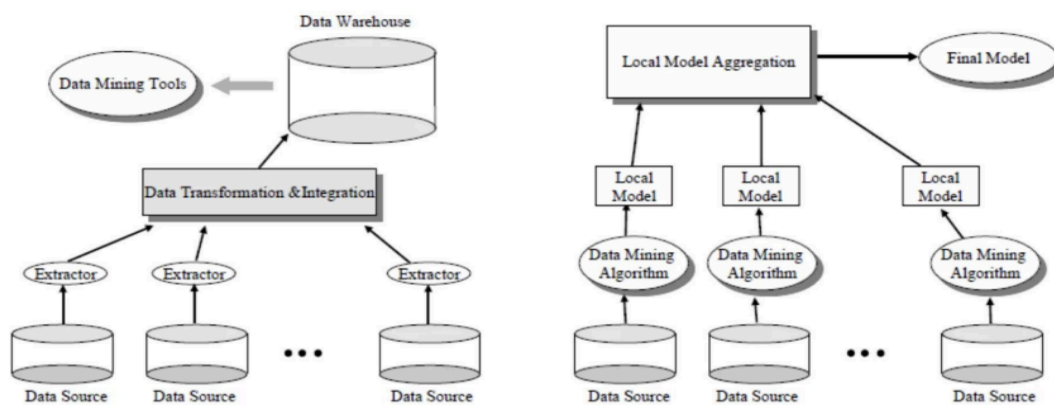 Data Warehouse
Data Mining Tools
Data Transformation &Integration
Extractor
Extractor
Extractor
Data Source
Data Source
Data Source
Local Model Aggregation
Final Model
Local
Model
Local
Model
Local
Model
Data Mining
Algorithm
Data Mining
Algorithm
Data Mining
Algorithm
Data Source
Data Source
Data Source